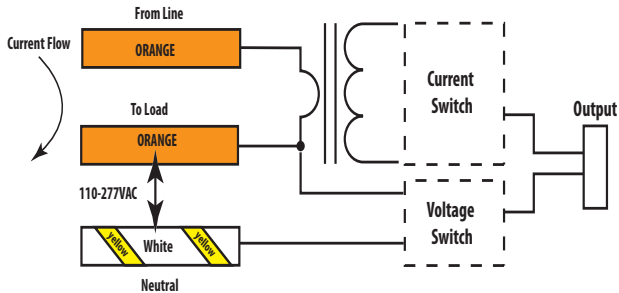 From Line
Current Flow
ORANGE
To Load
ORANGE
110-277VAC
yellow
White
yellow
Neutral
Current
Switch
Voltage
Switch
Output